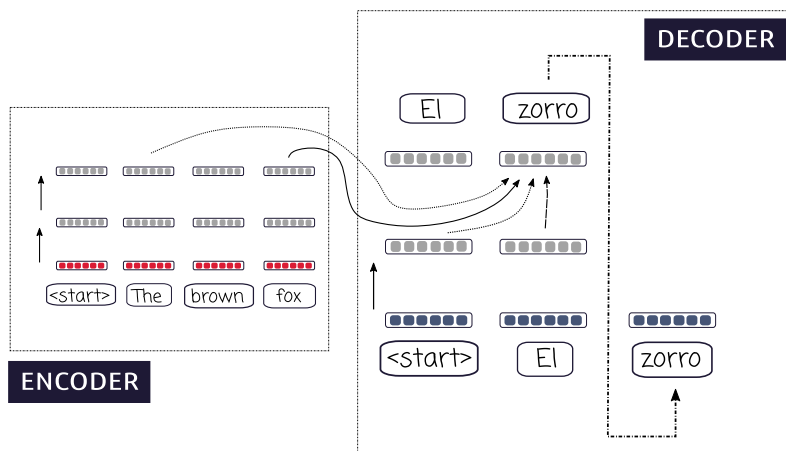 DECODER
El
zorro
<start>
The
brown
fox
ENCODER
<start>
El
zorro